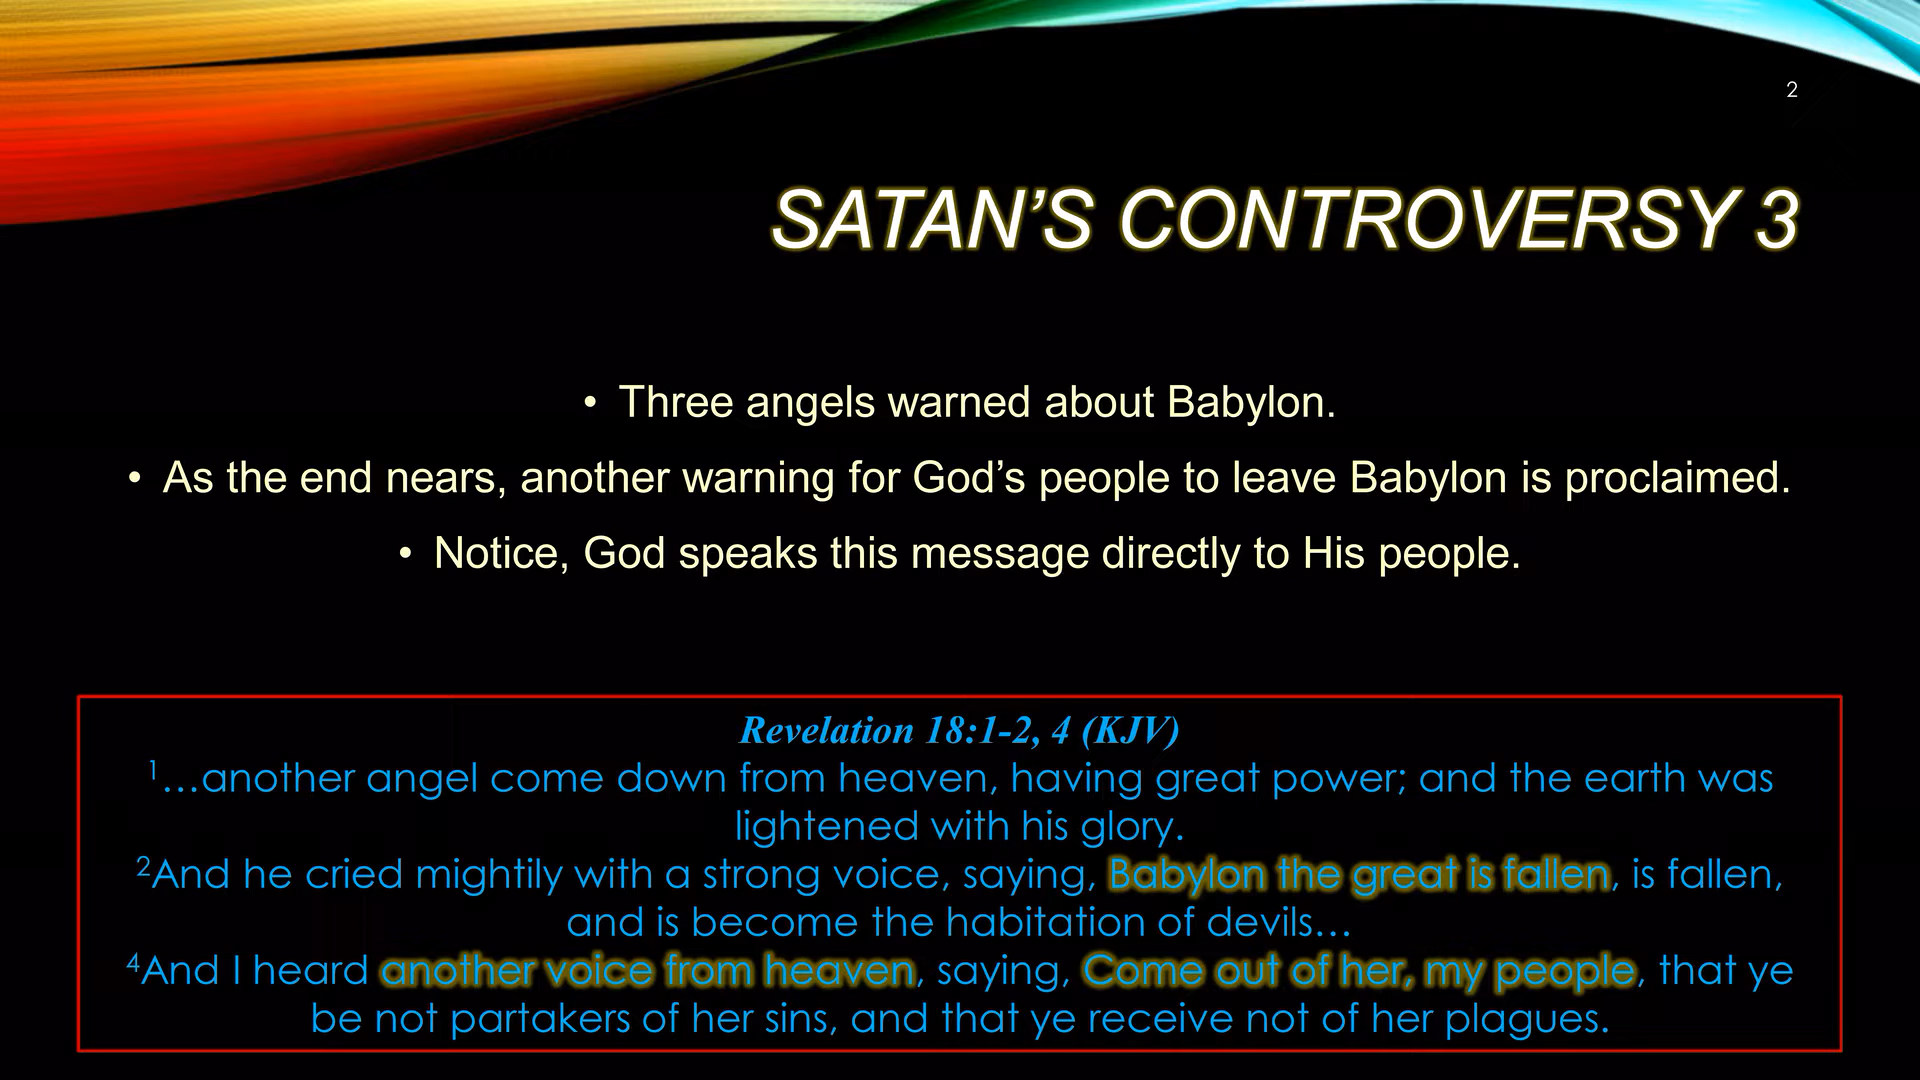 2
SATAN’S CONTROVERSY 3
• Three angels warned about Babylon.
• As the end nears, another warning for God’s people to leave Babylon is proclaimed.
• Notice, God speaks this message directly to His people.
Revelation 18:1-2, 4 (KJV)
1…another angel come down from heaven, having great power; and the earth was
lightened with his glory.
2And he cried mightily with a strong voice, saying, Babylon the great is fallen, is fallen,
and is become the habitation of devils…
4And I heard another voice from heaven, saying, Come out of her, my people, that ye
be not partakers of her sins, and that ye receive not of her plagues.